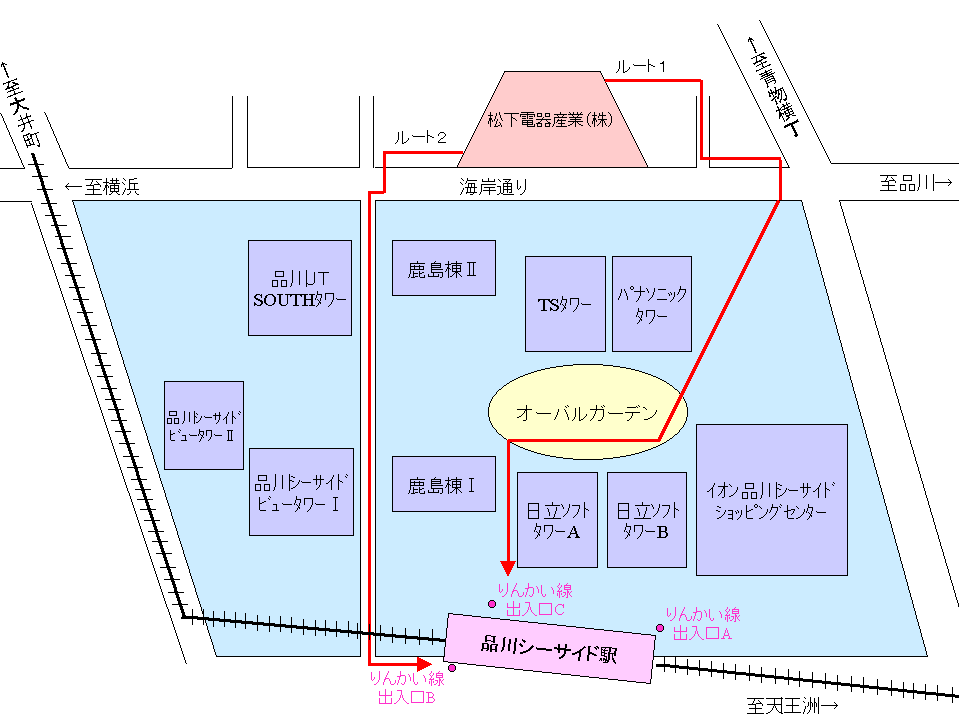 ルート1
↑至青物横丁
↑至大井町
松下電器産業(株)
ルート2
←至横浜
海岸通り
至品川→
品川JT
SOUTHタワー
鹿島棟Ⅱ
TSタワー
パナソニック
タワー
オーバルガーデン
品川シーサイド
ビュータワーⅡ
品川シーサイド
ビュータワーⅠ
鹿島棟Ⅰ
日立ソフト
タワーA
日立ソフト
タワーB
イオン品川シーサイド
ショッピングセンター
りんかい線
出入口C
りんかい線
出入口A
品川シーサイド駅
りんかい線
出入口B
至天王洲→